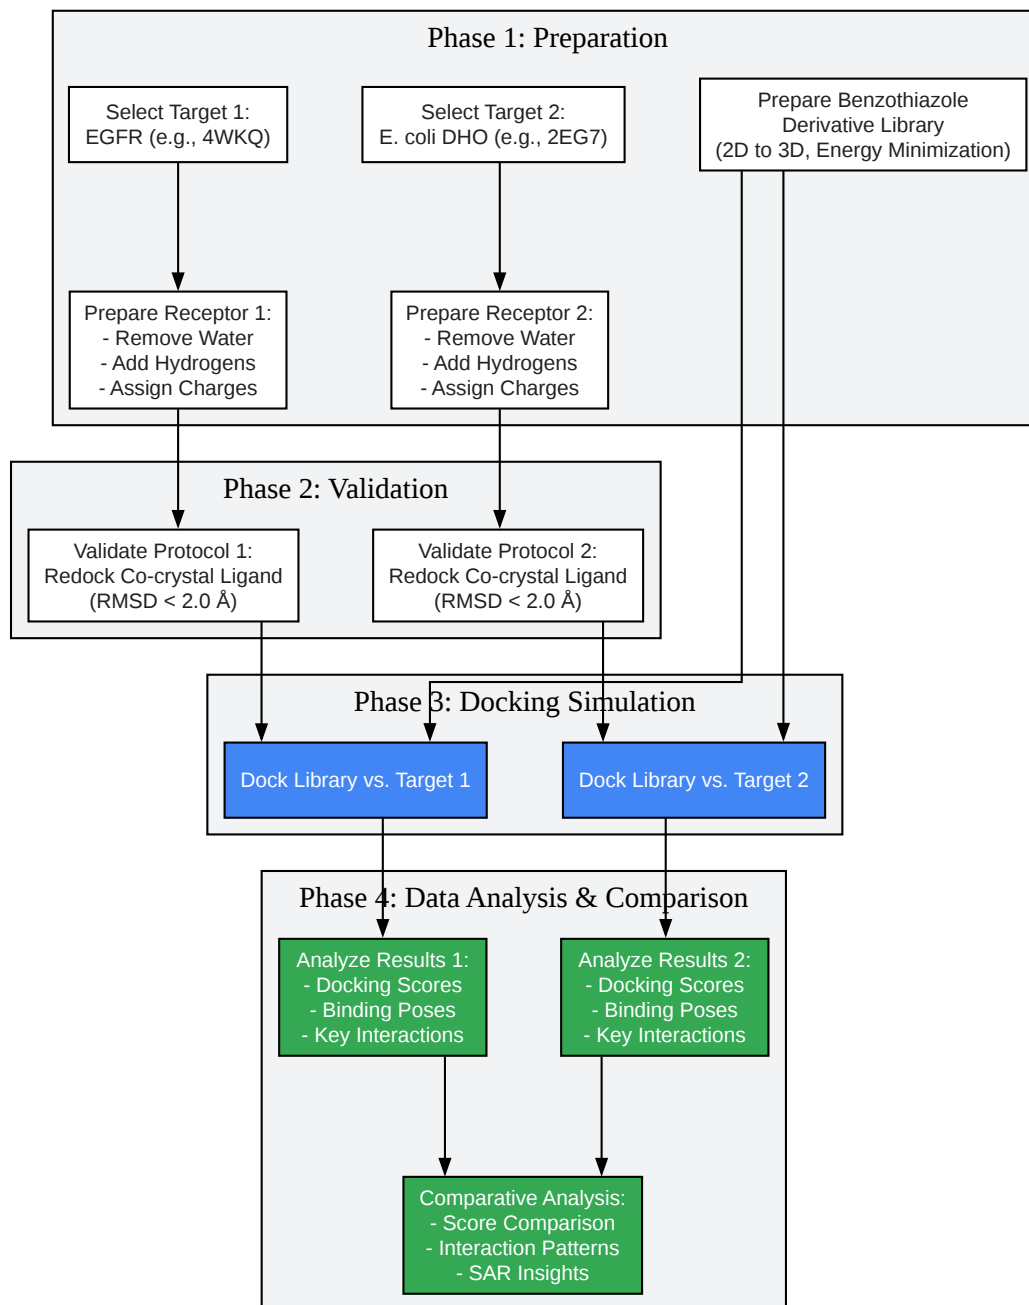 Phase 1: Preparation
Select Target 1:
EGFR (e.g., 4WKQ)
Select Target 2:
E. coli DHO (e.g., 2EG7)
Prepare Benzothiazole
Derivative Library
(2D to 3D, Energy Minimization)
Prepare Receptor 1:
- Remove Water
- Add Hydrogens
- Assign Charges
Prepare Receptor 2:
- Remove Water
- Add Hydrogens
- Assign Charges
Phase 2: Validation
Validate Protocol 1:
Redock Co-crystal Ligand
(RMSD < 2.0 Å)
Validate Protocol 2:
Redock Co-crystal Ligand
(RMSD < 2.0 Å)
Phase 3: Docking Simulation
Dock Library vs. Target 1
Dock Library vs. Target 2
Phase 4: Data Analysis & Comparison
Analyze Results 1:
- Docking Scores
- Binding Poses
- Key Interactions
Analyze Results 2:
- Docking Scores
- Binding Poses
- Key Interactions
Comparative Analysis:
- Score Comparison
- Interaction Patterns
- SAR Insights